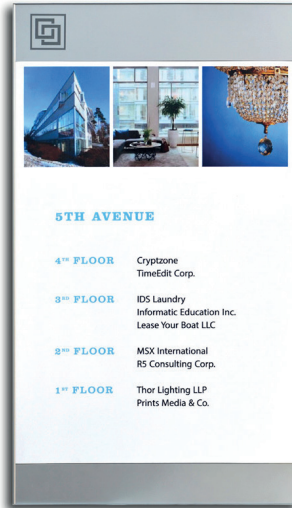 5TH AVENUE
4TH FLOOR Cryptzone
TimeEdit Corp.
3RD FLOOR IDS Laundry
Informatic Education Inc.
Lease Your Boat LLC
2ND FLOOR MSX International
R5 Consulting Corp.
1ST FLOOR Thor Lighting LLP
Prints Media & Co.